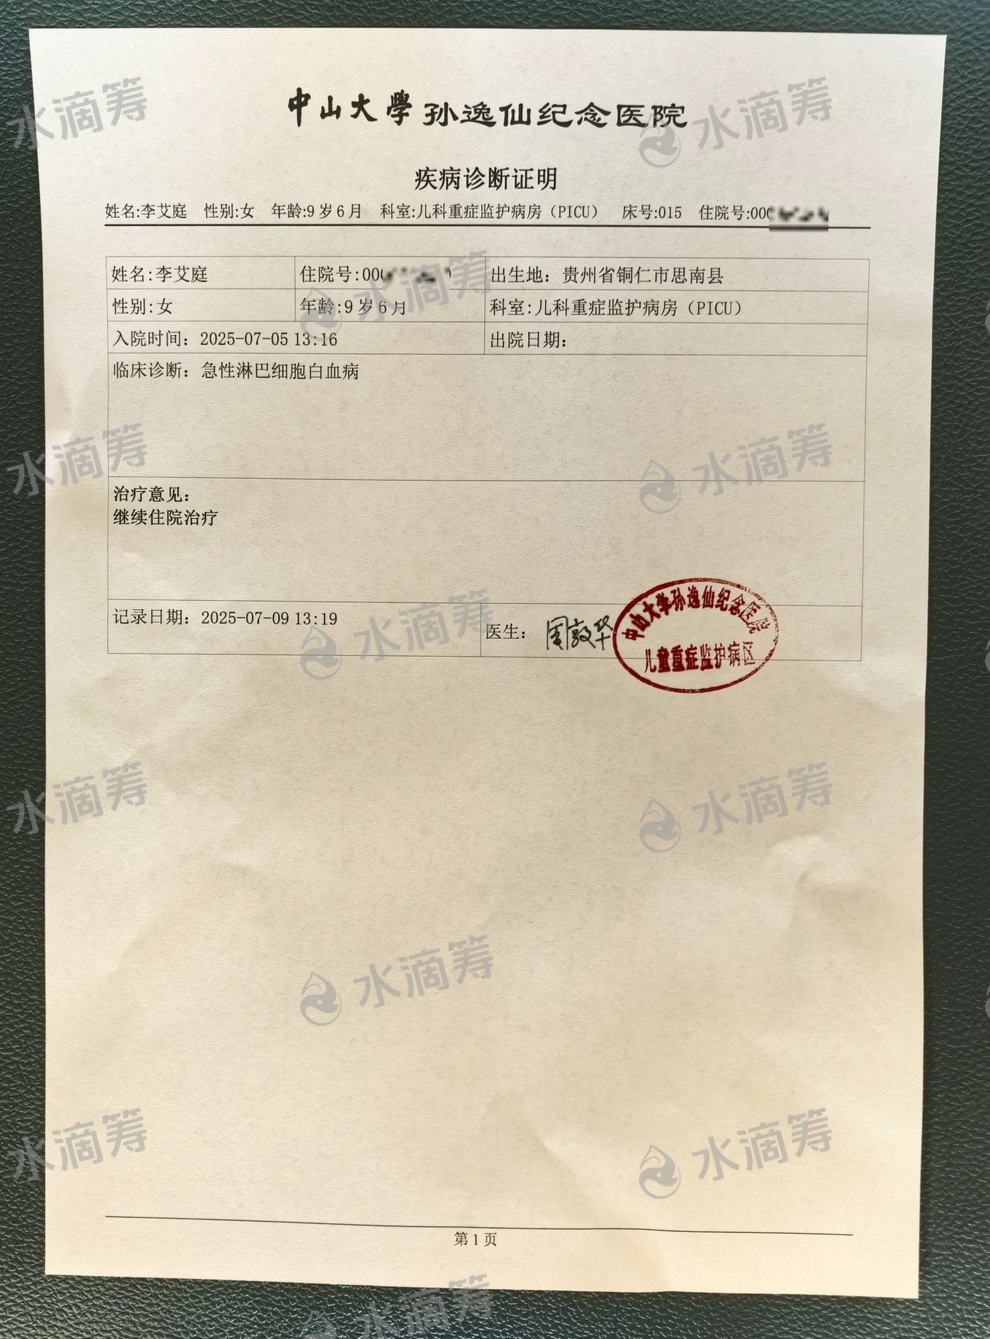 中山大學孙逸仙纪念医院
疾病诊断证明
姓名:李艾庭 性别:女 年龄:9岁6月 科室:儿科重症监护病房（PICU） 床号:015 住院号:00
姓名:李艾庭 住院号:00 出生地：贵州省铜仁市思南县
性别:女 年龄:9岁6月 科室:儿科重症监护病房（PICU）
入院时间：2025-07-05 13:16 出院日期：
临床诊断：急性淋巴细胞白血病
治疗意见：
继续住院治疗
记录日期：2025-07-09 13:19 医生：
中山大学孙逸仙纪念医院
儿童重症监护病区
第1页
水滴筹
水滴筹
水滴筹
水滴筹
水滴筹
水滴筹
水滴筹
水滴筹
水滴筹
水滴筹
水滴筹
水滴筹